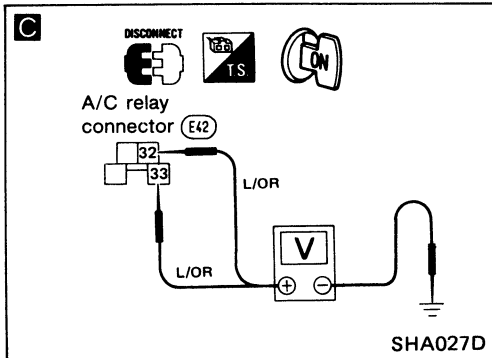 C
DISCONNECT
T.S.
ON
A/C relay
connector E42
32
33
L/OR
L/OR
V
+ −
SHA027D